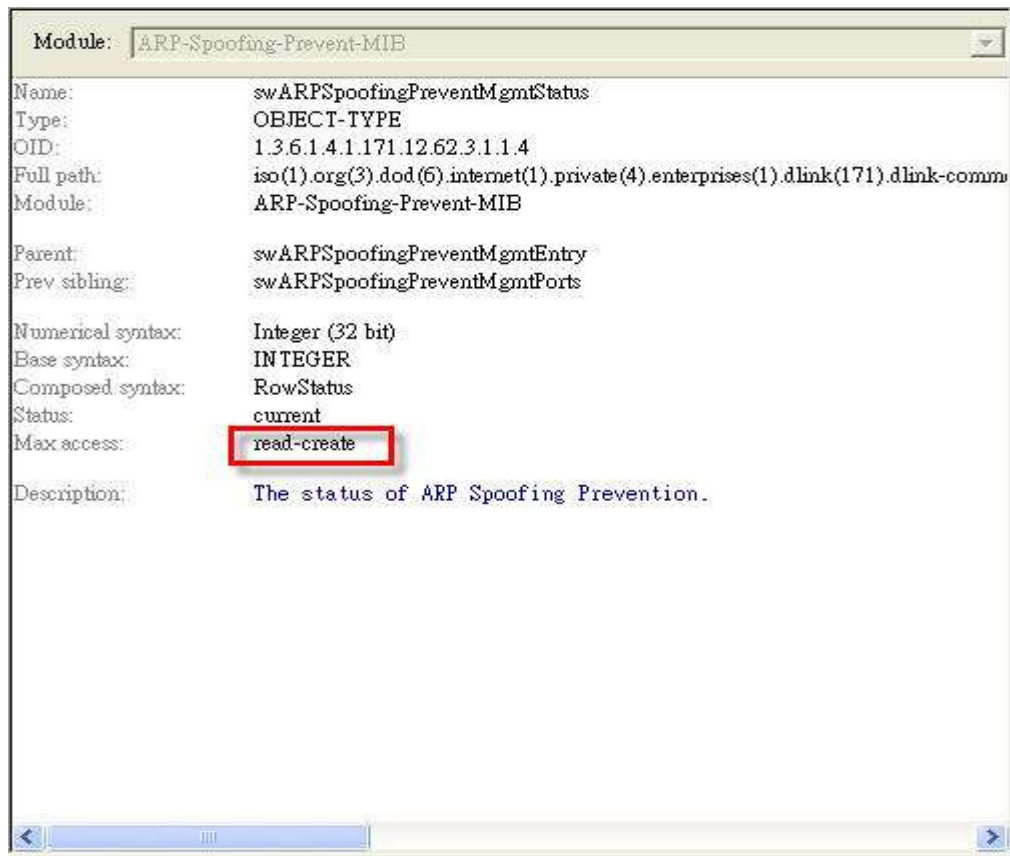 Module: ARP-Spoofing-Prevent-MIB
Name: swARPSpoofingPreventMgmtStatus
Type: OBJECT-TYPE
OID: 1.3.6.1.4.1.171.12.62.3.1.1.4
Full path: iso(1).org(3).dod(6).internet(1).private(4).enterprises(1).dlink(171).dlink-comm
Module: ARP-Spoofing-Prevent-MIB
Parent: swARPSpoofingPreventMgmtEntry
Prev sibling: swARPSpoofingPreventMgmtPorts
Numerical syntax: Integer (32 bit)
Base syntax: INTEGER
Composed syntax: RowStatus
Status: current
Max access: read-create
Description: The status of ARP Spoofing Prevention.